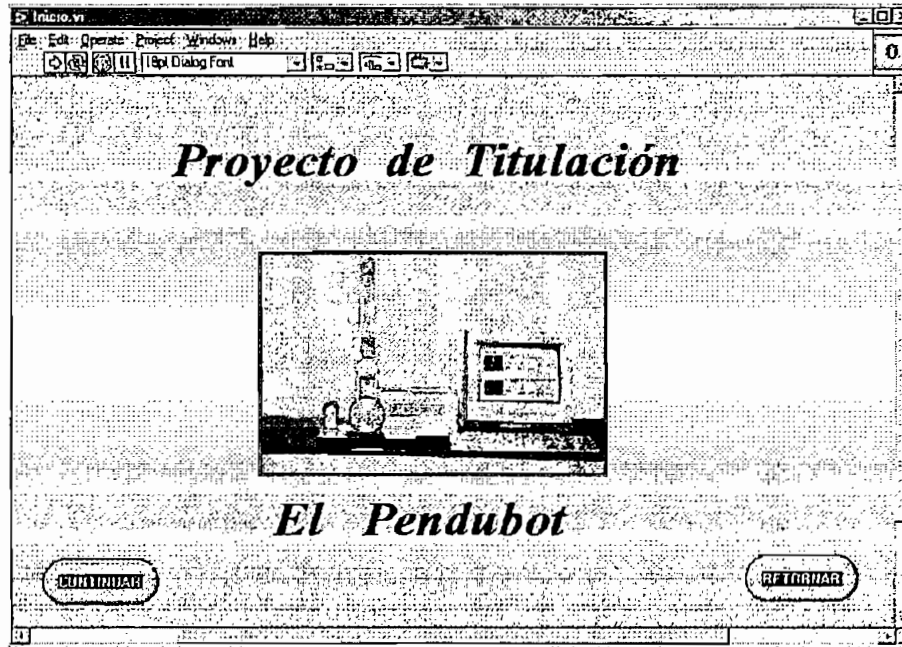 Inicio.vi
File Edit Operate Project Windows Help
18pt Dialog Font
Proyecto de Titulación
El Pendubot
CONTINUAR
RETORNAR